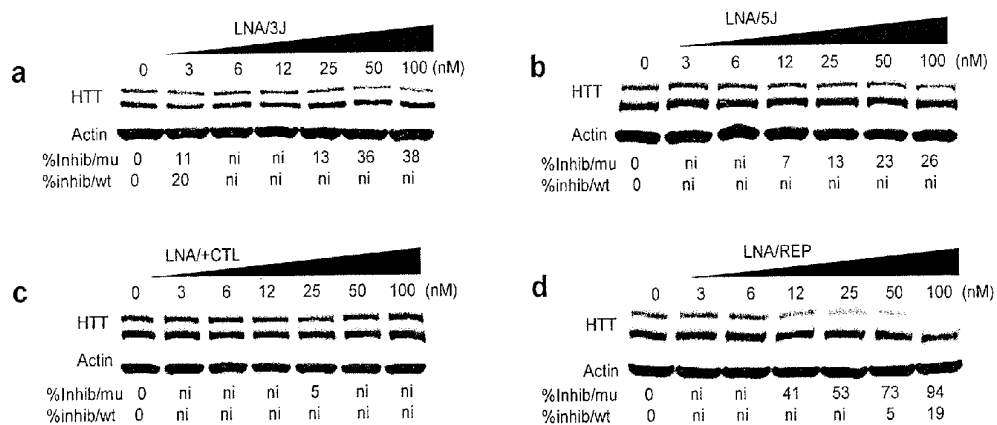 a
LNA/3J
0 3 6 12 25 50 100 (nM)
HTT
Actin
%Inhib/mu 0 11 ni ni 13 36 38
%inhib/wt 0 20 ni ni ni ni ni
b
LNA/5J
0 3 6 12 25 50 100 (nM)
HTT
Actin
%Inhib/mu 0 ni ni 7 13 23 26
%inhib/wt 0 ni ni ni ni ni ni
c
LNA/+CTL
0 3 6 12 25 50 100 (nM)
HTT
Actin
%Inhib/mu 0 ni ni ni 5 ni ni
%inhib/wt 0 ni ni ni ni ni ni
d
LNA/REP
0 3 6 12 25 50 100 (nM)
HTT
Actin
%Inhib/mu 0 ni ni 41 53 73 94
%inhib/wt 0 ni ni ni ni 5 19